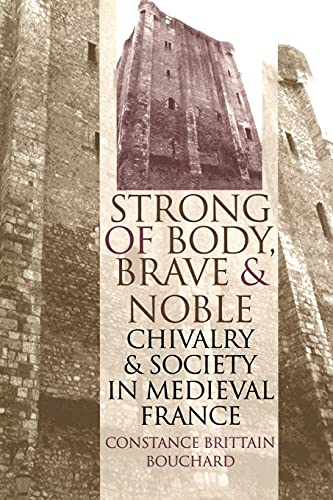 STRONG
OF BODY,
BRAVE &
NOBLE
CHIVALRY
& SOCIETY
IN MEDIEVAL
FRANCE
CONSTANCE BRITTAIN
BOUCHARD